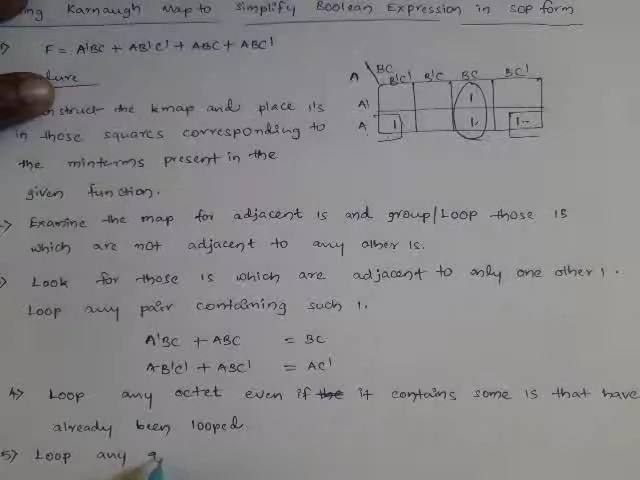 ing Karnaugh Map to Simplify Boolean Expression in SOP form
F = A'BC + AB'C' + ABC + ABC'
dure
BC
A B'C' B'C BC BC'
A' 1
A 1 1 1
nstruct the kmap and place 1s
in those squares corresponding to
the minterms present in the
given function.
Examine the map for adjacent 1s and group/Loop those 1s
which are not adjacent to any other 1s.
Look for those 1s which are adjacent to only one other 1.
Loop any pair containing such 1.
A'BC + ABC = BC
AB'C' + ABC' = AC'
4> Loop any octet even if it contains some 1s that have
already been looped.
5> Loop any